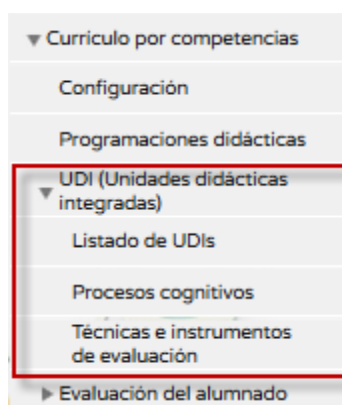 Curriculo por competencias
Configuración
Programaciones didácticas
UDI (Unidades didácticas
integradas)
Listado de UDIs
Procesos cognitivos
Técnicas e instrumentos
de evaluación
Evaluación del alumnado